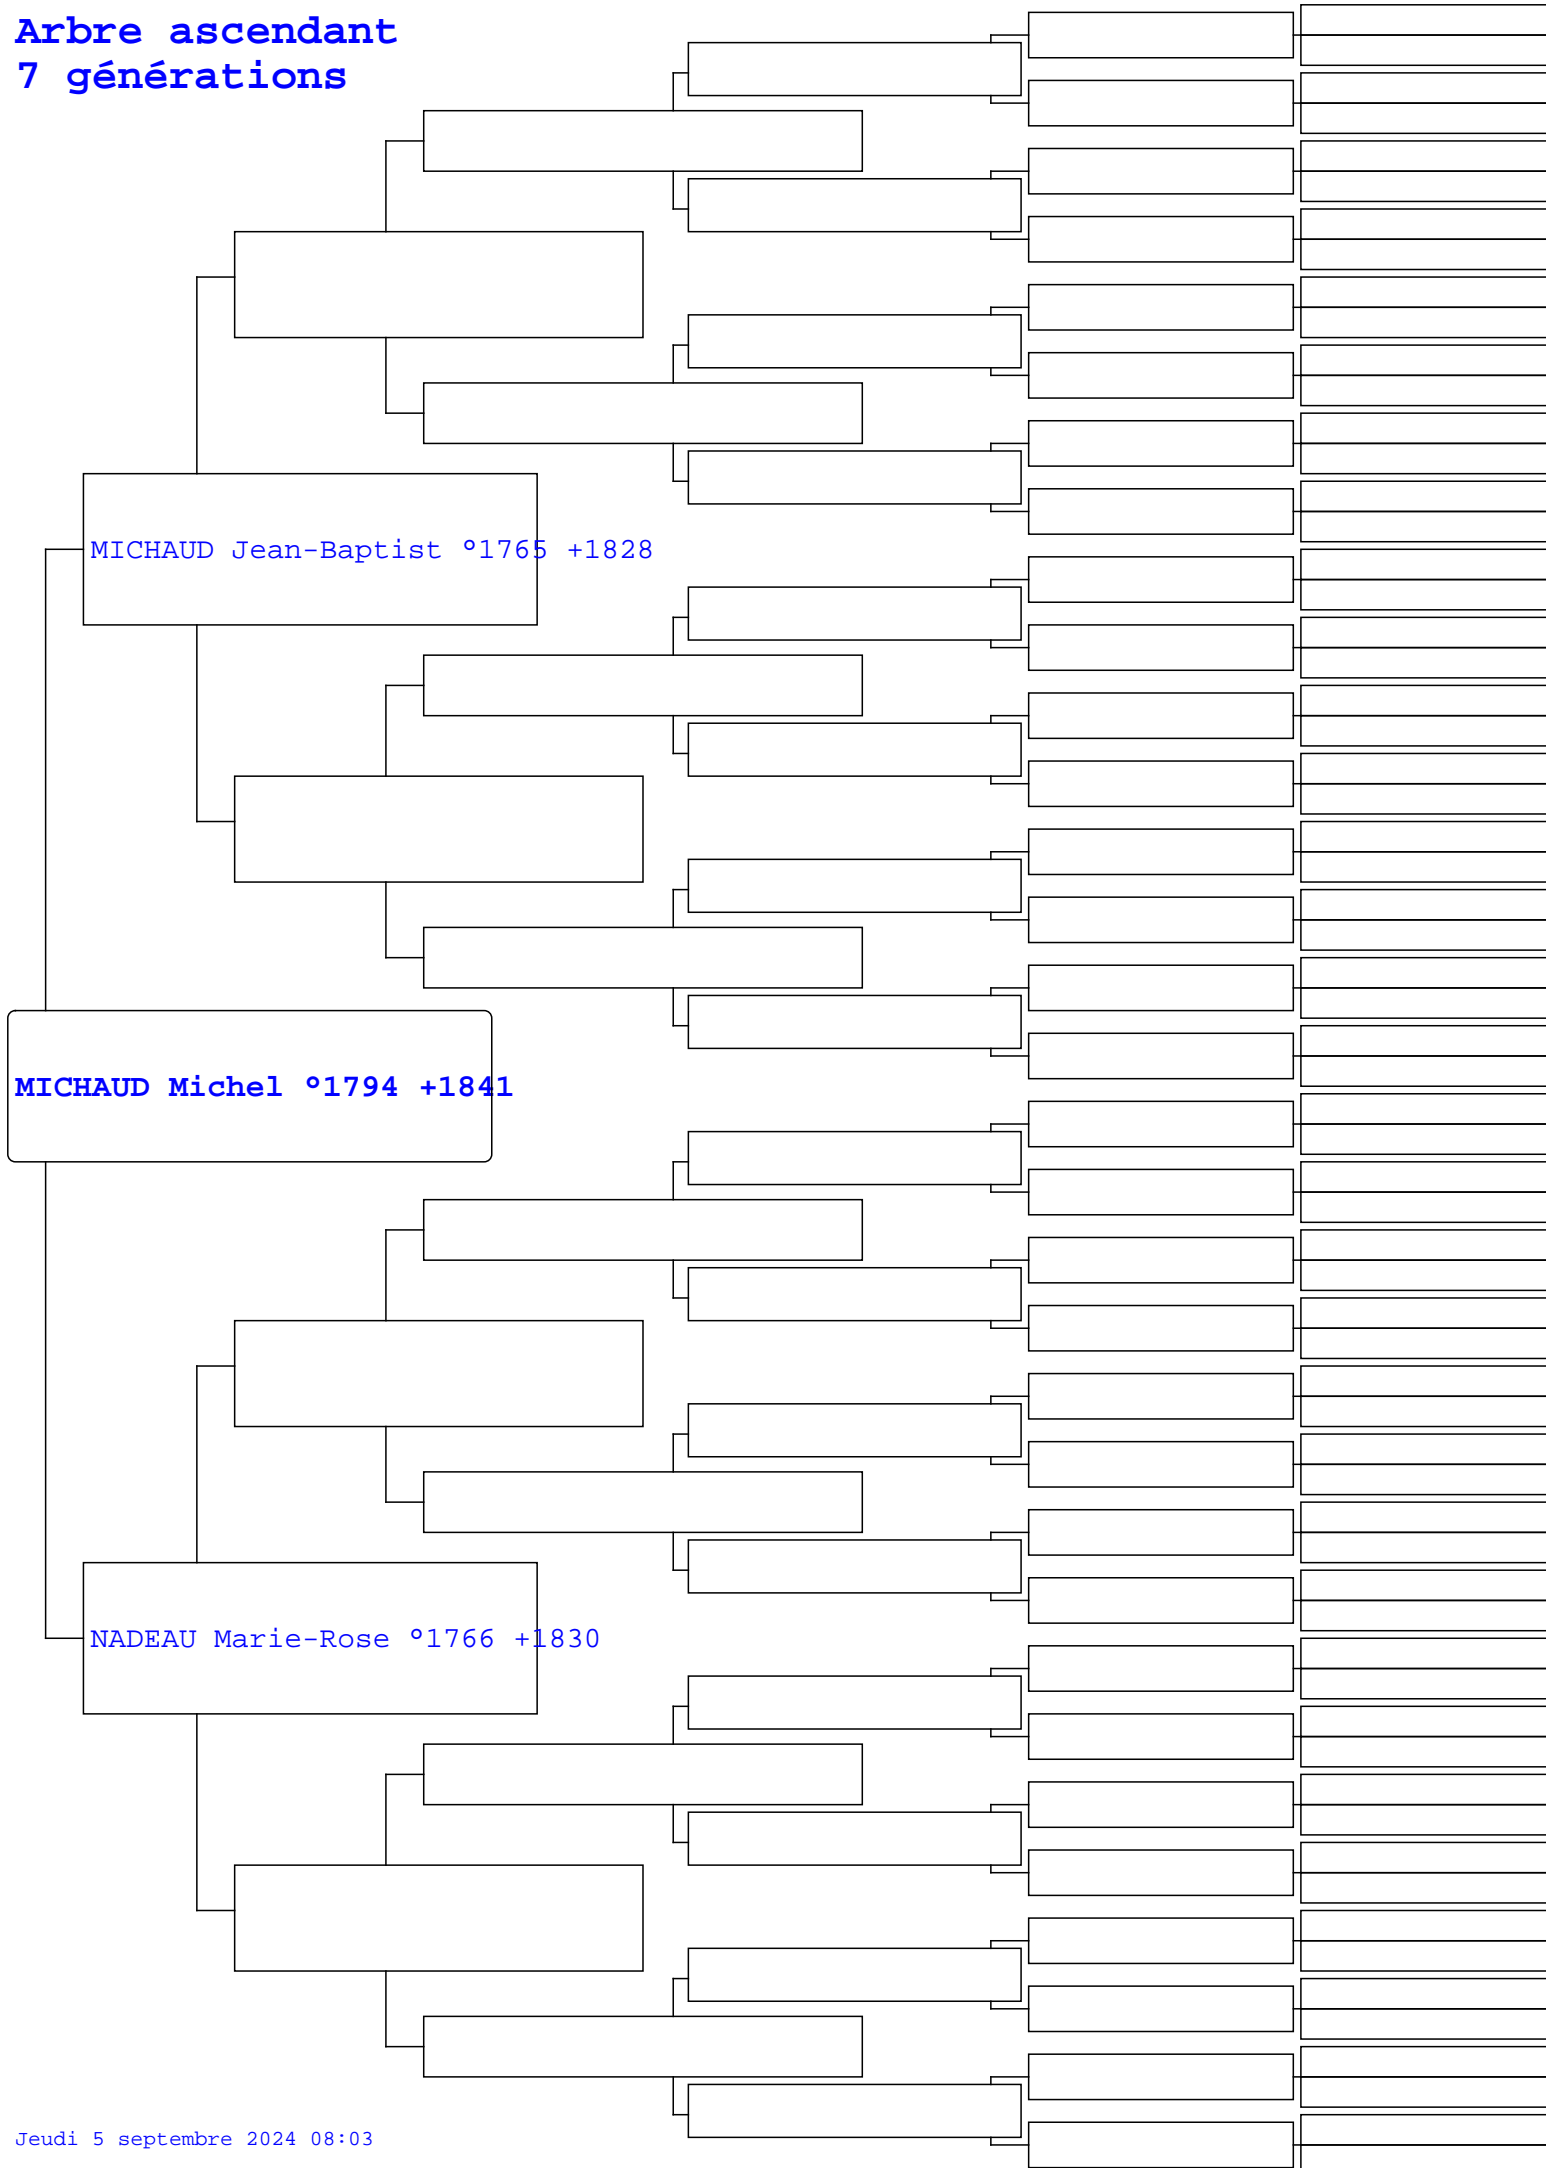 Arbre ascendant
7 générations
MICHAUD Jean-Baptist °1765 +1828
MICHAUD Michel °1794 +1841
NADEAU Marie-Rose °1766 +1830
Jeudi 5 septembre 2024 08:03